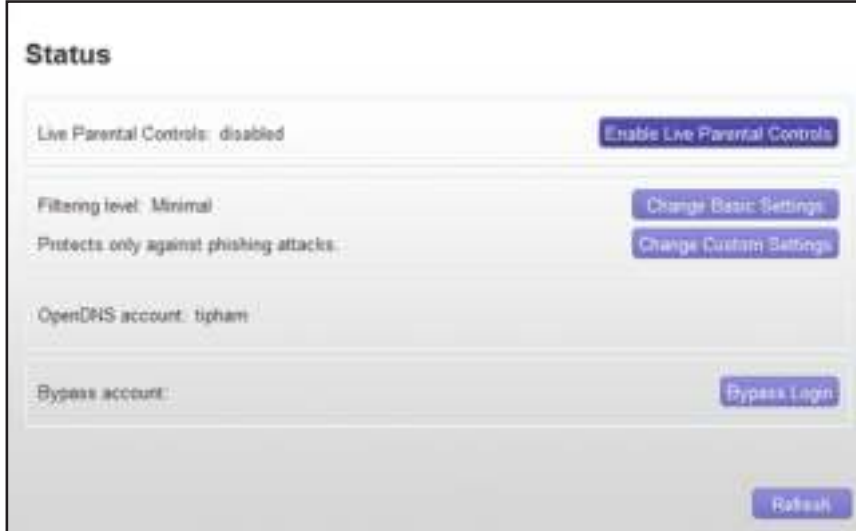 Status
Live Parental Controls: disabled
Enable Live Parental Controls
Filtering level: Minimal
Change Basic Settings
Protects only against phishing attacks.
Change Custom Settings
OpenDNS account: tipham
Bypass account:
Bypass Login
Refresh